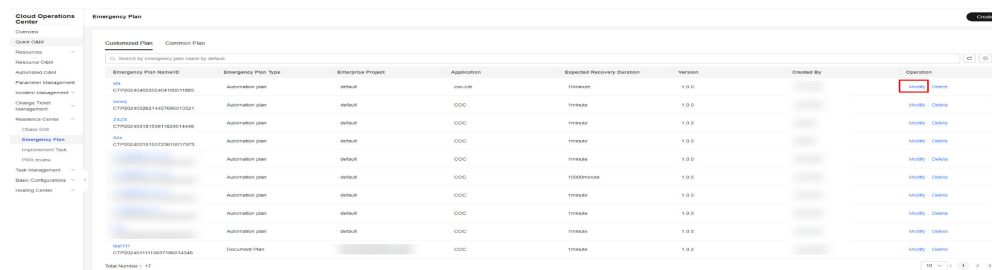 Cloud Operations
Center
Emergency Plan
Create
Overview
Quick O&M
Resources
Resource O&M
Automated O&M
Parameter Management
Incident Management
Change Ticket
Management
Resilience Center
Chaos Drill
Emergency Plan
Improvement Task
PRR review
Task Management
Basic Configurations
Healing Center
Customized Plan Common Plan
Search by emergency plan name by default
Emergency Plan Name/ID Emergency Plan Type Enterprise Project Application Expected Recovery Duration Version Created By Operation
Automation plan default 10minute 1.0.0 Modify Delete
Automation plan default COC 1minute 1.0.0 Modify Delete
ZXZX
Automation plan default COC 1minute 1.0.0 Modify Delete
Automation plan default COC 1minute 1.0.0 Modify Delete
Automation plan default COC 1minute 1.0.0 Modify Delete
Automation plan default COC 10000minute 1.0.0 Modify Delete
Automation plan default COC 1minute 1.0.0 Modify Delete
Automation plan default COC 1minute 1.0.0 Modify Delete
Automation plan default COC 1minute 1.0.0 Modify Delete
test111
Document Plan COC 1minute 1.0.2 Modify Delete
Total Number : 17
10 1 2